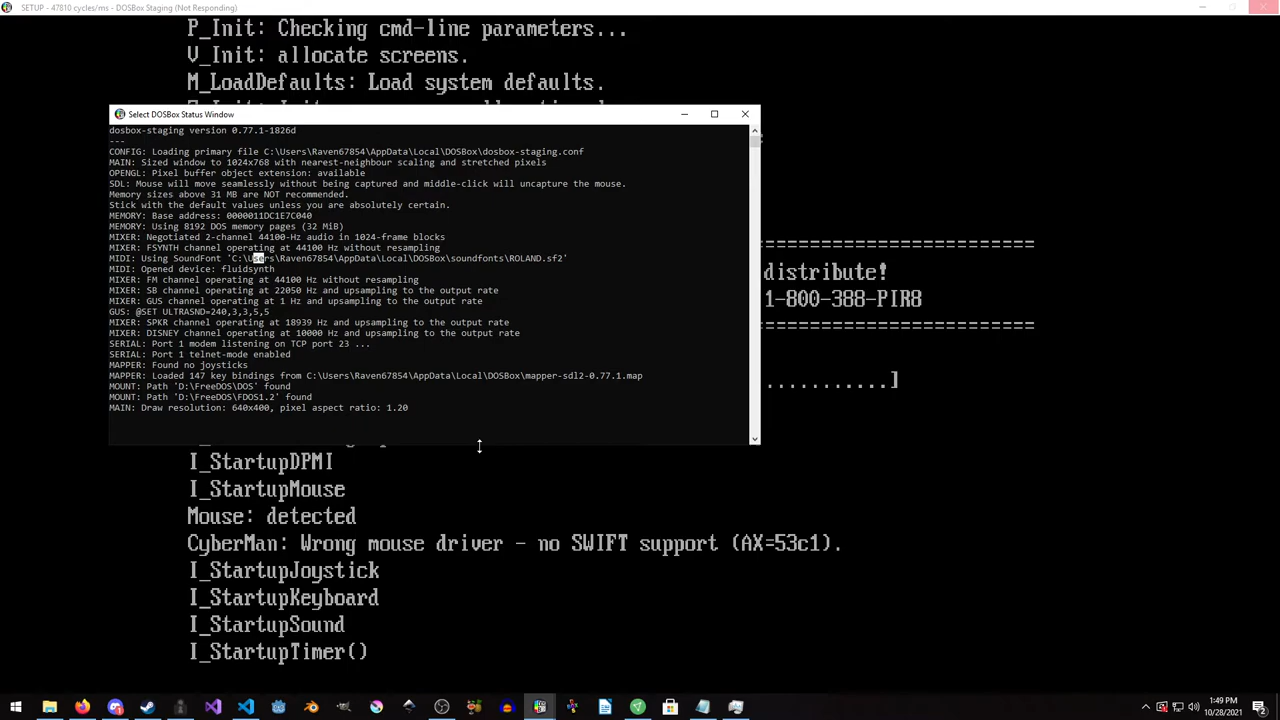 SETUP - 47810 cycles/ms - DOSBox Staging (Not Responding)
P_Init: Checking cmd-line parameters...
V_Init: allocate screens.
M_LoadDefaults: Load system defaults.
Select DOSBox Status Window
dosbox-staging version 0.77.1-1826d
---
CONFIG: Loading primary file C:\Users\Raven67854\AppData\Local\DOSBox\dosbox-staging.conf
MAIN: Sized window to 1024x768 with nearest-neighbour scaling and stretched pixels
OPENGL: Pixel buffer object extension: available
SDL: Mouse will move seamlessly without being captured and middle-click will uncapture the mouse.
Memory sizes above 31 MB are NOT recommended.
Stick with the default values unless you are absolutely certain.
MEMORY: Base address: 0000011DC1E7C040
MEMORY: Using 8192 DOS memory pages (32 MiB)
MIXER: Negotiated 2-channel 44100-Hz audio in 1024-frame blocks
MIXER: FSYNTH channel operating at 44100 Hz without resampling
MIDI: Using SoundFont 'C:\Users\Raven67854\AppData\Local\DOSBox\soundfonts\ROLAND.sf2'
MIDI: Opened device: fluidsynth
MIXER: FM channel operating at 44100 Hz without resampling
MIXER: SB channel operating at 22050 Hz and upsampling to the output rate
MIXER: GUS channel operating at 1 Hz and upsampling to the output rate
GUS: @SET ULTRASND=240,3,3,5,5
MIXER: SPKR channel operating at 18939 Hz and upsampling to the output rate
MIXER: DISNEY channel operating at 10000 Hz and upsampling to the output rate
SERIAL: Port 1 modem listening on TCP port 23 ...
SERIAL: Port 1 telnet-mode enabled
MAPPER: Found no joysticks
MAPPER: Loaded 147 key bindings from C:\Users\Raven67854\AppData\Local\DOSBox\mapper-sdl2-0.77.1.map
MOUNT: Path 'D:\FreeDOS\DOS' found
MOUNT: Path 'D:\FreeDOS\FDOS1.2' found
MAIN: Draw resolution: 640x400, pixel aspect ratio: 1.20
===========================
distribute!
1-800-388-PIR8
===========================
...........]
I_StartupDPMI
I_StartupMouse
Mouse: detected
CyberMan: Wrong mouse driver - no SWIFT support (AX=53c1).
I_StartupJoystick
I_StartupKeyboard
I_StartupSound
I_StartupTimer()
1:49 PM
10/28/2021
2